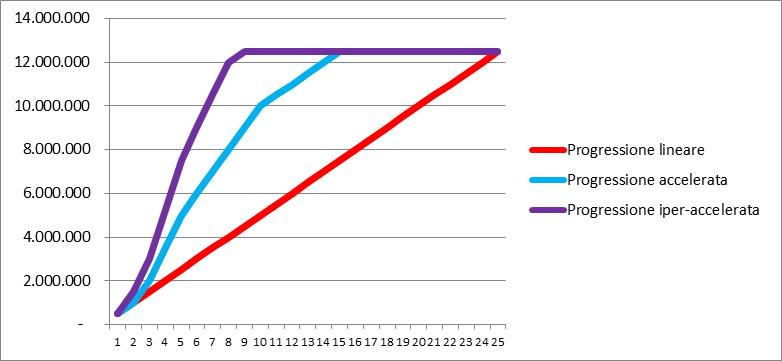 14.000.000
12.000.000
10.000.000
8.000.000
6.000.000
4.000.000
2.000.000
-
1 2 3 4 5 6 7 8 9 10 11 12 13 14 15 16 17 18 19 20 21 22 23 24 25
Progressione lineare
Progressione accelerata
Progressione iper-accelerata